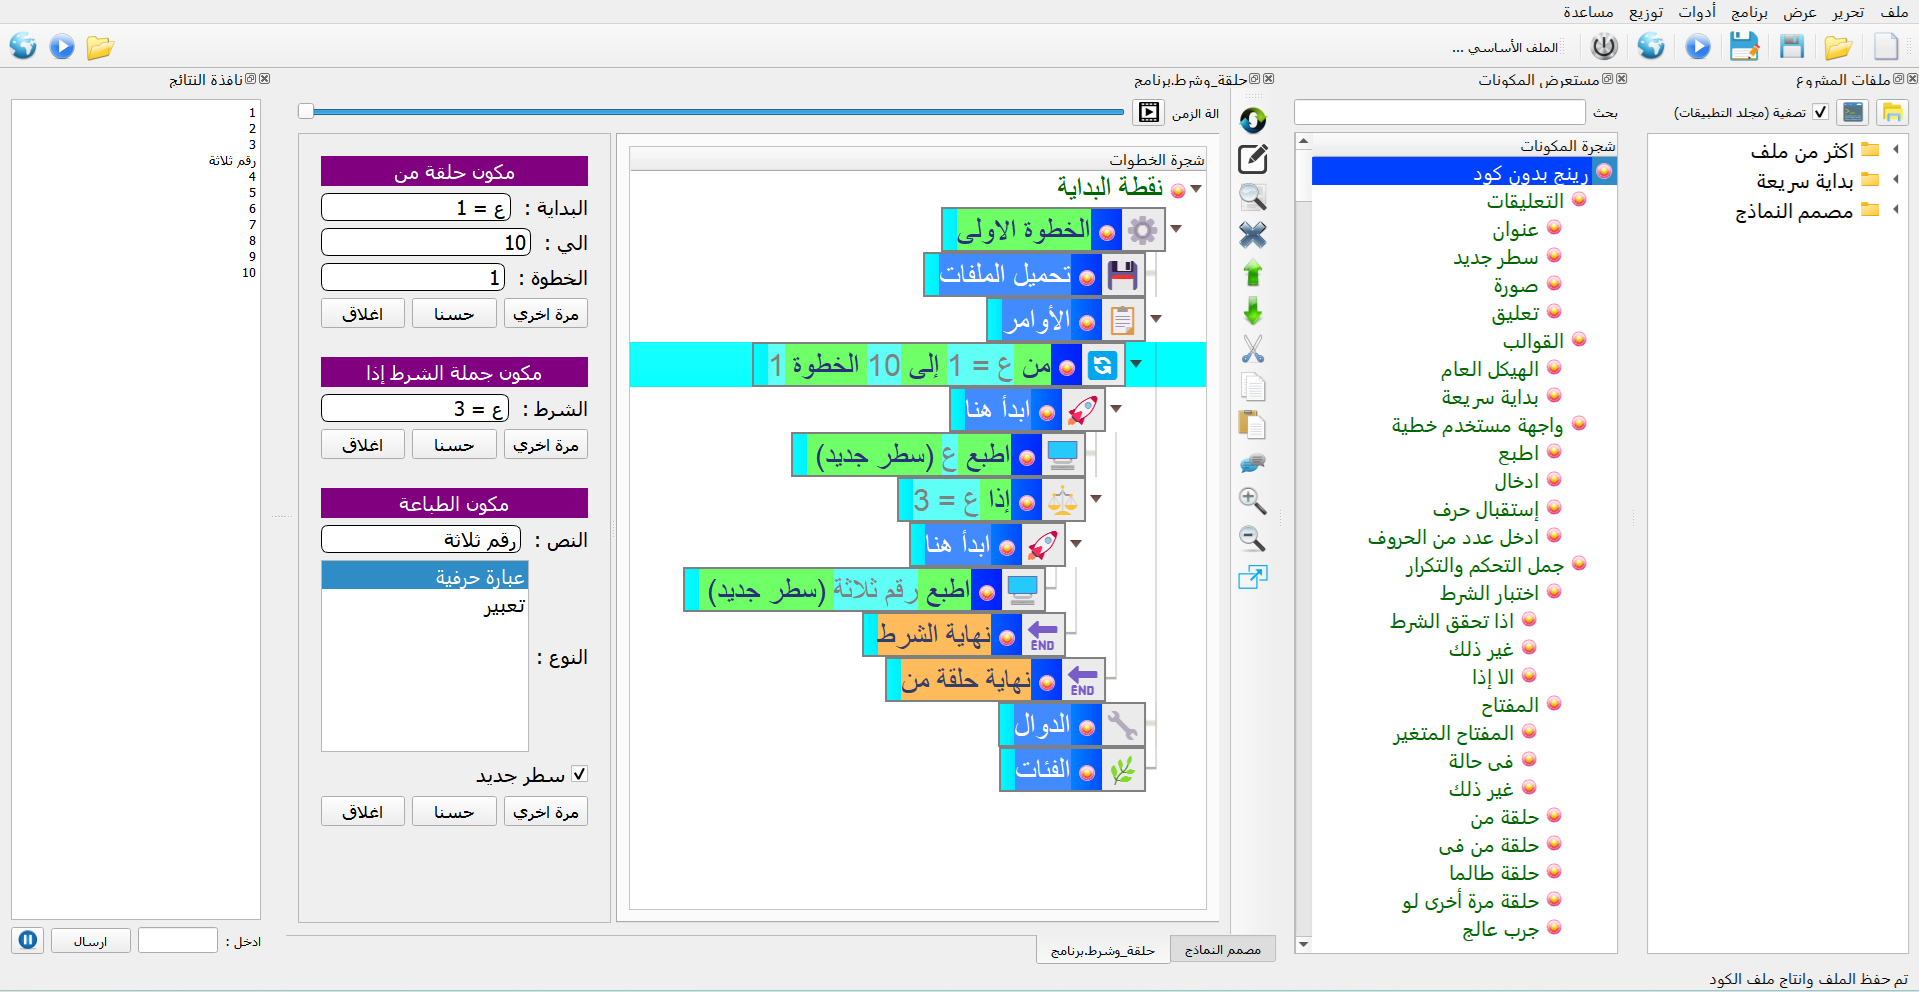 ملف تحرير عرض برنامج أدوات توزيع مساعدة
الملف الأساسي ...
ملفات المشروع
تصفية (مجلد التطبيقات)
اكثر من ملف
بداية سريعة
مصمم النماذج
مستعرض المكونات
بحث
شجرة المكونات
رينج بدون كود
التعليقات
عنوان
سطر جديد
صورة
تعليق
القوالب
الهيكل العام
بداية سريعة
واجهة مستخدم خطية
اطبع
ادخال
إستقبال حرف
ادخل عدد من الحروف
جمل التحكم والتكرار
اختبار الشرط
اذا تحقق الشرط
غير ذلك
الا إذا
المفتاح
المفتاح المتغير
فى حالة
غير ذلك
حلقة من
حلقة من فى
حلقة طالما
حلقة مرة أخرى لو
جرب عالج
حلقة_وشرط.برنامج
الة الزمن
شجرة الخطوات
نقطة البداية
الخطوة الاولى
تحميل الملفات
الأوامر
من ع = 1 إلى 10 الخطوة 1
ابدأ هنا
اطبع ع (سطر جديد)
إذا ع = 3
ابدأ هنا
اطبع رقم ثلاثة (سطر جديد)
END نهاية الشرط
END نهاية حلقة من
الدوال
الفئات
مكون حلقة من
البداية : ع = 1
الي : 10
الخطوة : 1
مرة اخري حسنا اغلاق
مكون جملة الشرط إذا
الشرط : ع = 3
مرة اخري حسنا اغلاق
مكون الطباعة
النص : رقم ثلاثة
عبارة حرفية
تعبير
النوع :
سطر جديد
مرة اخري حسنا اغلاق
مصمم النماذج حلقة_وشرط.برنامج
نافذة النتائج
1
2
3
رقم ثلاثة
4
5
6
7
8
9
10
ادخل : ارسال
تم حفظ الملف وانتاج ملف الكود